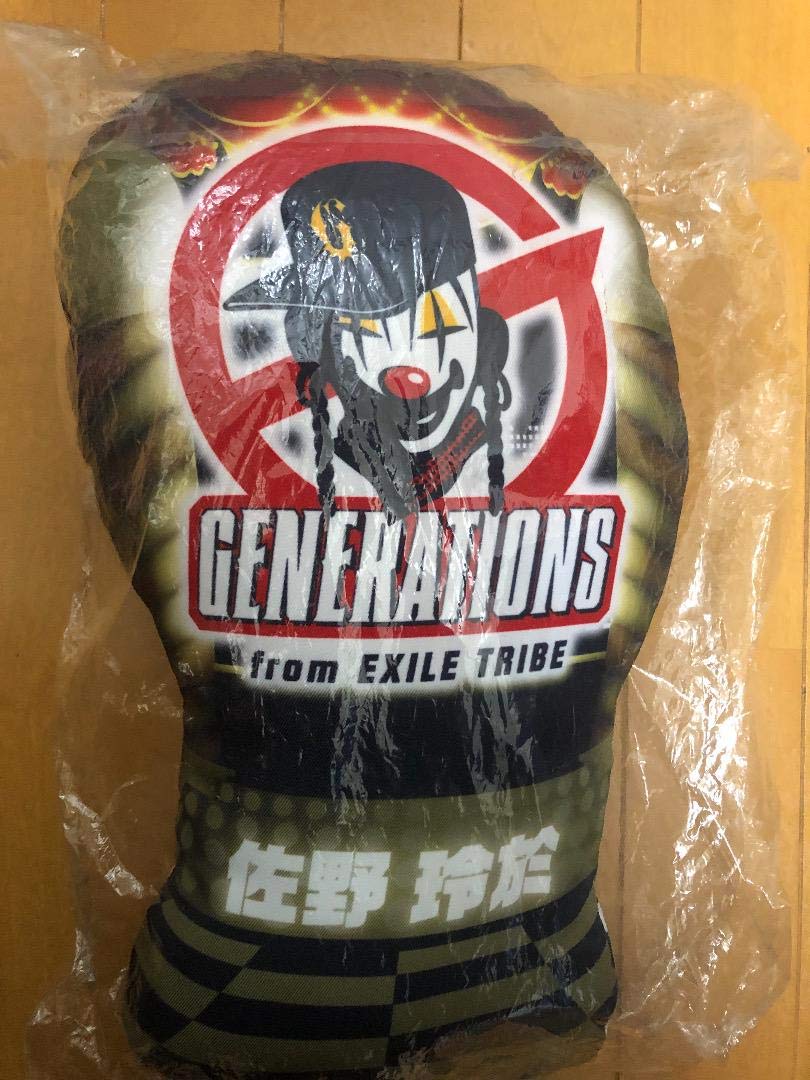 G
GENERATIONS
from EXILE TRIBE
佐野 玲於